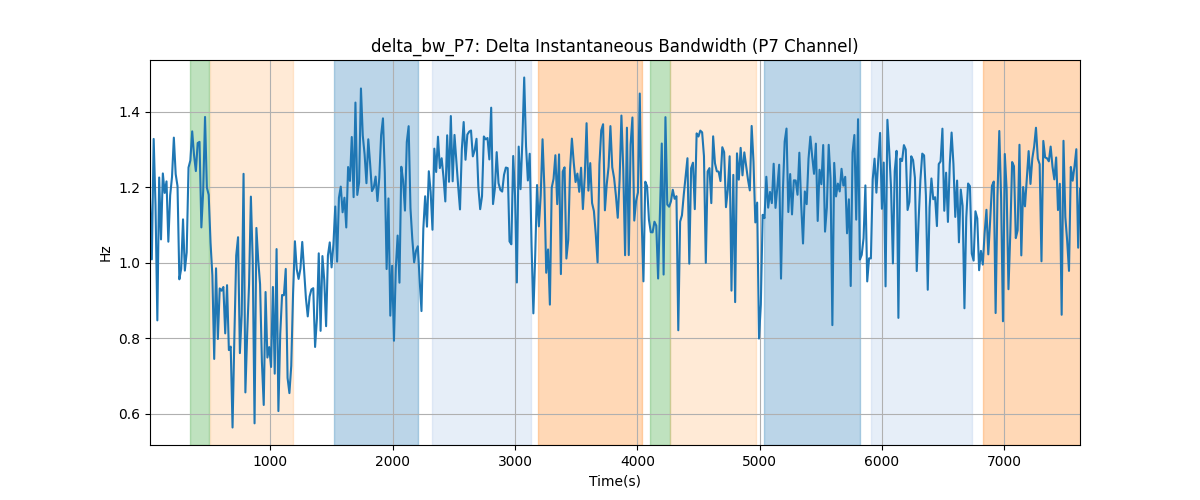 delta_bw_P7: Delta Instantaneous Bandwidth (P7 Channel)
Hz
1.4
1.2
1.0
0.8
0.6
1000 2000 3000 4000 5000 6000 7000
Time(s)